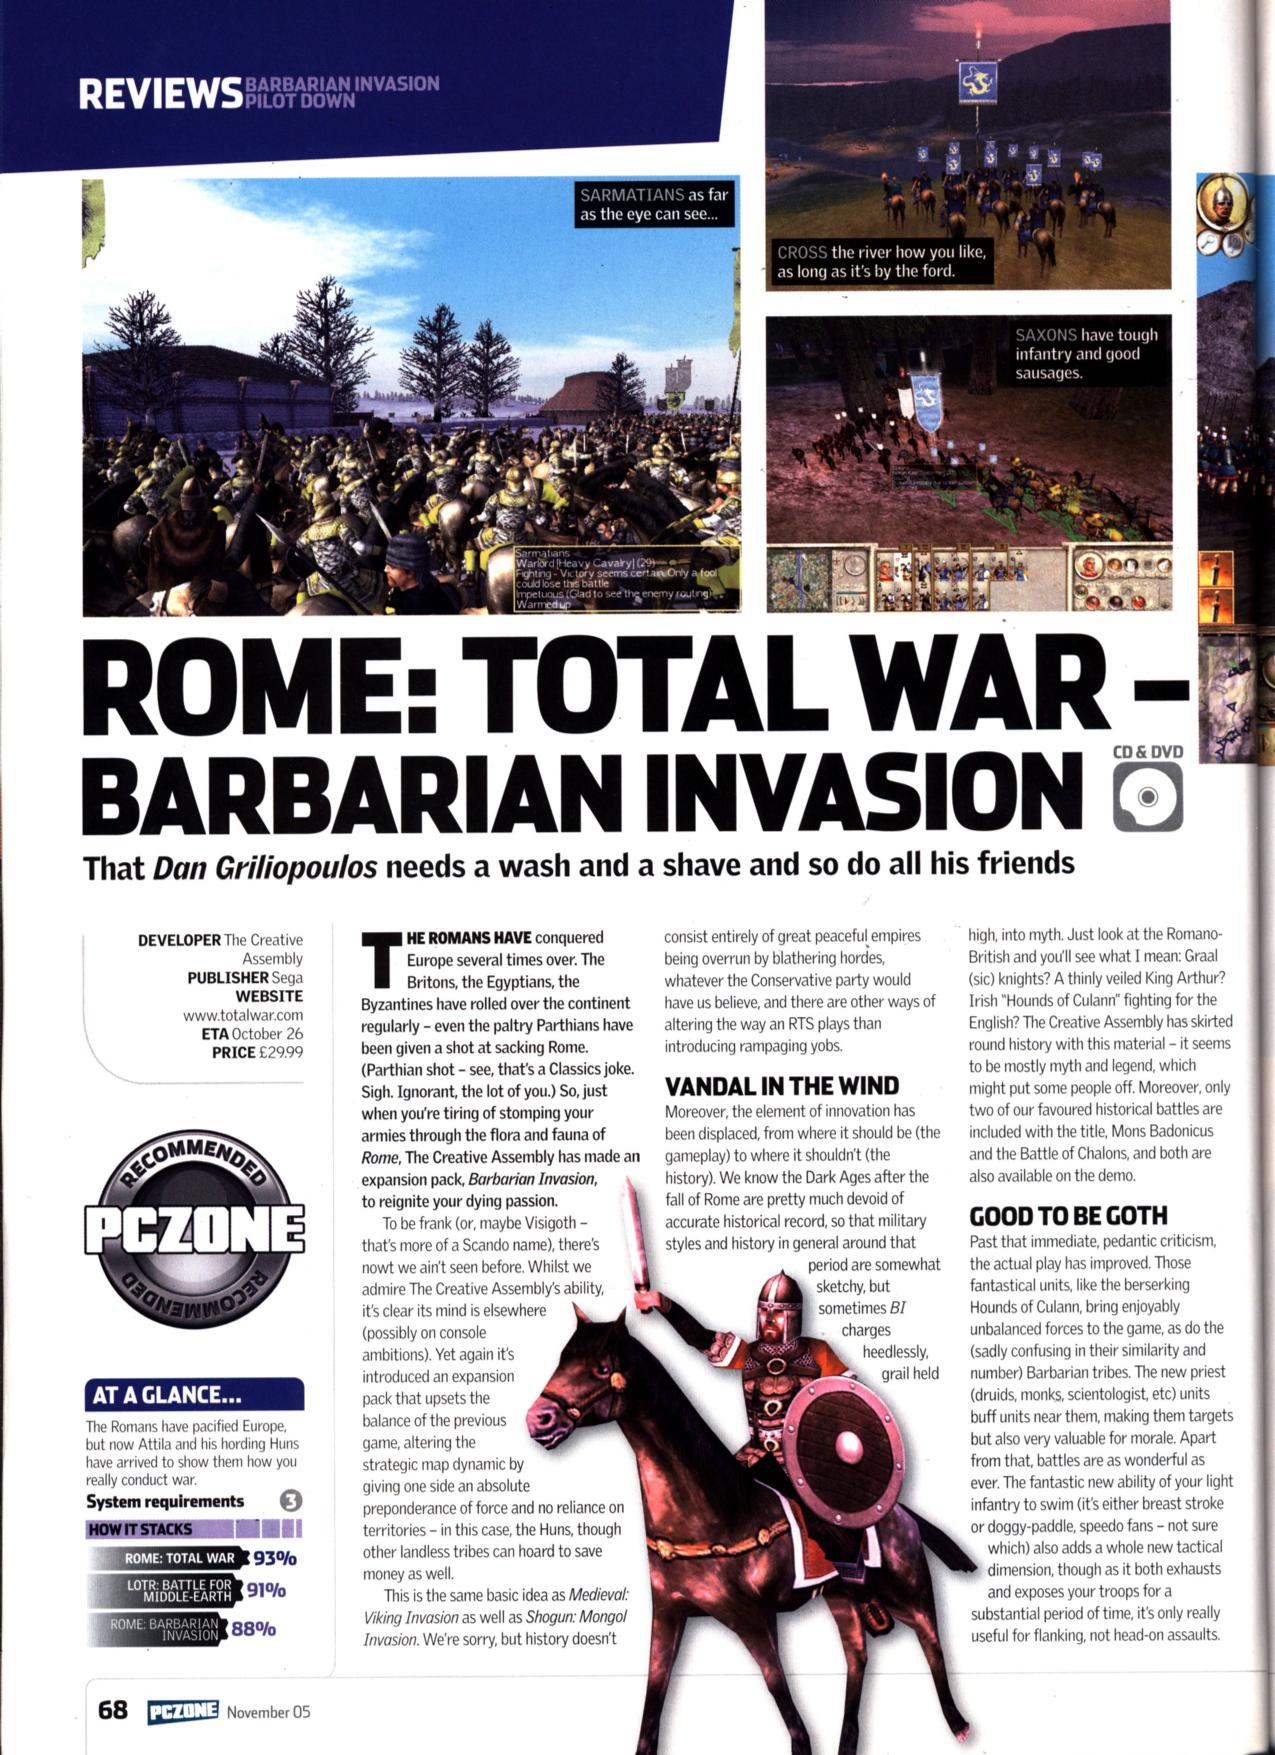 REVIEWS BARBARIAN INVASION
PILOT DOWN
SARMATIANS as far
as the eye can see...
CROSS the river how you like,
as long as it's by the ford.
SAXONS have tough
infantry and good
sausages.
Sarmatians
Warlord [Heavy Cavalry] (29)
Fighting - Victory seems certain. Only a fool
could lose this battle
Impetuous (Glad to see the enemy routing)
Warmed up
ROME: TOTAL WAR –
BARBARIAN INVASION
CD & DVD
That Dan Griliopoulos needs a wash and a shave and so do all his friends
DEVELOPER The Creative
Assembly
PUBLISHER Sega
WEBSITE
www.totalwar.com
ETA October 26
PRICE £29.99
RECOMMENDED
PCZONE
RECOMMENDED
AT A GLANCE...
The Romans have pacified Europe,
but now Attila and his hording Huns
have arrived to show them how you
really conduct war.
System requirements 3
HOW IT STACKS
ROME: TOTAL WAR 93%
LOTR: BATTLE FOR
MIDDLE-EARTH 91%
ROME: BARBARIAN
INVASION 88%
THE ROMANS HAVE conquered
Europe several times over. The
Britons, the Egyptians, the
Byzantines have rolled over the continent
regularly – even the paltry Parthians have
been given a shot at sacking Rome.
(Parthian shot – see, that's a Classics joke.
Sigh. Ignorant, the lot of you.) So, just
when you're tiring of stomping your
armies through the flora and fauna of
Rome, The Creative Assembly has made an
expansion pack, Barbarian Invasion,
to reignite your dying passion.
To be frank (or, maybe Visigoth –
that's more of a Scando name), there's
nowt we ain't seen before. Whilst we
admire The Creative Assembly's ability,
it's clear its mind is elsewhere
(possibly on console
ambitions). Yet again it's
introduced an expansion
pack that upsets the
balance of the previous
game, altering the
strategic map dynamic by
giving one side an absolute
preponderance of force and no reliance on
territories – in this case, the Huns, though
other landless tribes can hoard to save
money as well.
This is the same basic idea as Medieval:
Viking Invasion as well as Shogun: Mongol
Invasion. We're sorry, but history doesn't
consist entirely of great peaceful empires
being overrun by blathering hordes,
whatever the Conservative party would
have us believe, and there are other ways of
altering the way an RTS plays than
introducing rampaging yobs.
VANDAL IN THE WIND
Moreover, the element of innovation has
been displaced, from where it should be (the
gameplay) to where it shouldn't (the
history). We know the Dark Ages after the
fall of Rome are pretty much devoid of
accurate historical record, so that military
styles and history in general around that
period are somewhat
sketchy, but
sometimes BI
charges
heedlessly,
grail held
high, into myth. Just look at the Romano-
British and you'll see what I mean: Graal
(sic) knights? A thinly veiled King Arthur?
Irish "Hounds of Culann" fighting for the
English? The Creative Assembly has skirted
round history with this material – it seems
to be mostly myth and legend, which
might put some people off. Moreover, only
two of our favoured historical battles are
included with the title, Mons Badonicus
and the Battle of Chalons, and both are
also available on the demo.
GOOD TO BE GOTH
Past that immediate, pedantic criticism,
the actual play has improved. Those
fantastical units, like the berserking
Hounds of Culann, bring enjoyably
unbalanced forces to the game, as do the
(sadly confusing in their similarity and
number) Barbarian tribes. The new priest
(druids, monks, scientologist, etc) units
buff units near them, making them targets
but also very valuable for morale. Apart
from that, battles are as wonderful as
ever. The fantastic new ability of your light
infantry to swim (it's either breast stroke
or doggy-paddle, speedo fans – not sure
which) also adds a whole new tactical
dimension, though as it both exhausts
and exposes your troops for a
substantial period of time, it's only really
useful for flanking, not head-on assaults.
68 PCZONE November 05